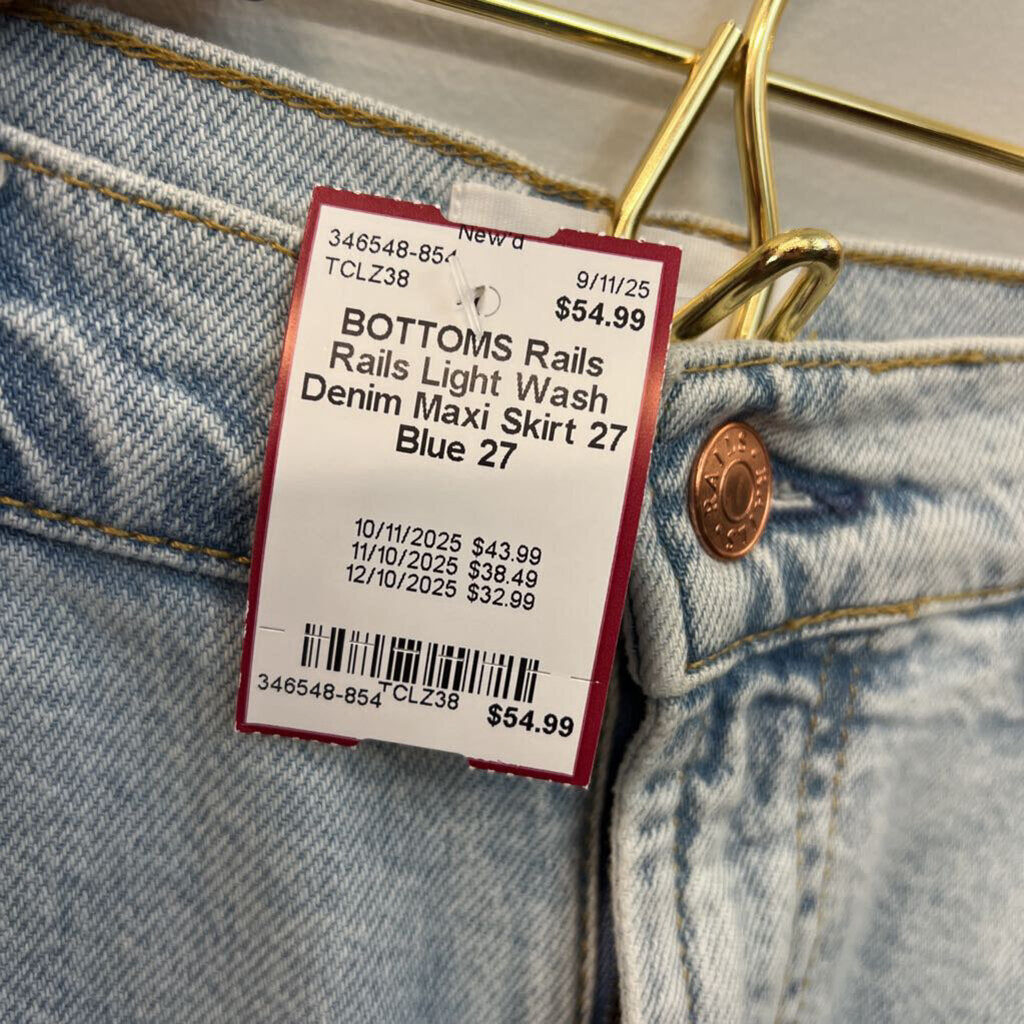 New'd
346548-854
TCLZ38
9/11/25
$54.99
BOTTOMS Rails
Rails Light Wash
Denim Maxi Skirt 27
Blue 27
10/11/2025 $43.99
11/10/2025 $38.49
12/10/2025 $32.99
346548-854 TCLZ38
$54.99
RAILS · RAILS